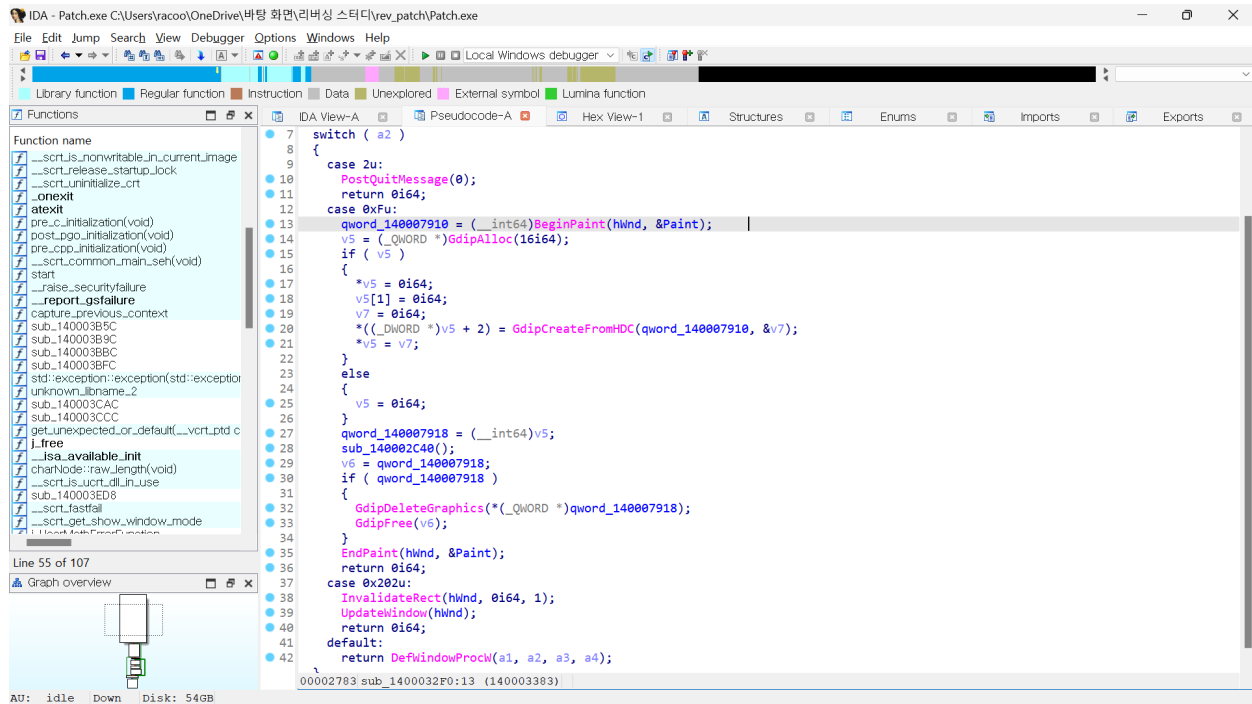 IDA - Patch.exe C:\Users\racoo\OneDrive\바탕 화면\리버싱 스터디\rev_patch\Patch.exe
File Edit Jump Search View Debugger Options Windows Help
Local Windows debugger
Library function Regular function Instruction Data Unexplored External symbol Lumina function
Functions
IDA View-A Pseudocode-A Hex View-1 Structures Enums Imports Exports
Function name
__scrt_is_nonwritable_in_current_image
__scrt_release_startup_lock
__scrt_uninitialize_crt
_onexit
atexit
pre_c_initialization(void)
post_pgo_initialization(void)
pre_cpp_initialization(void)
__scrt_common_main_seh(void)
start
__raise_securityfailure
__report_gsfailure
capture_previous_context
sub_140003B5C
sub_140003B9C
sub_140003BBC
sub_140003BFC
std::exception::exception(std::exception
unknown_libname_2
sub_140003CAC
sub_140003CCC
get_unexpected_or_default(__vcrt_ptd c
j_free
__isa_available_init
charNode::raw_length(void)
__scrt_is_ucrt_dll_in_use
sub_140003ED8
__scrt_fastfail
__scrt_get_show_window_mode
Line 55 of 107
Graph overview
7 switch ( a2 )
8 {
9 case 2u:
10 PostQuitMessage(0);
11 return 0i64;
12 case 0xFu:
13 qword_140007910 = (__int64)BeginPaint(hWnd, &Paint);
14 v5 = (_QWORD *)GdipAlloc(16i64);
15 if ( v5 )
16 {
17 *v5 = 0i64;
18 v5[1] = 0i64;
19 v7 = 0i64;
20 *((_DWORD *)v5 + 2) = GdipCreateFromHDC(qword_140007910, &v7);
21 *v5 = v7;
22 }
23 else
24 {
25 v5 = 0i64;
26 }
27 qword_140007918 = (__int64)v5;
28 sub_140002C40();
29 v6 = qword_140007918;
30 if ( qword_140007918 )
31 {
32 GdipDeleteGraphics(*(_QWORD *)qword_140007918);
33 GdipFree(v6);
34 }
35 EndPaint(hWnd, &Paint);
36 return 0i64;
37 case 0x202u:
38 InvalidateRect(hWnd, 0i64, 1);
39 UpdateWindow(hWnd);
40 return 0i64;
41 default:
42 return DefWindowProcW(a1, a2, a3, a4);
00002783 sub_1400032F0:13 (140003383)
AU: idle Down Disk: 54GB